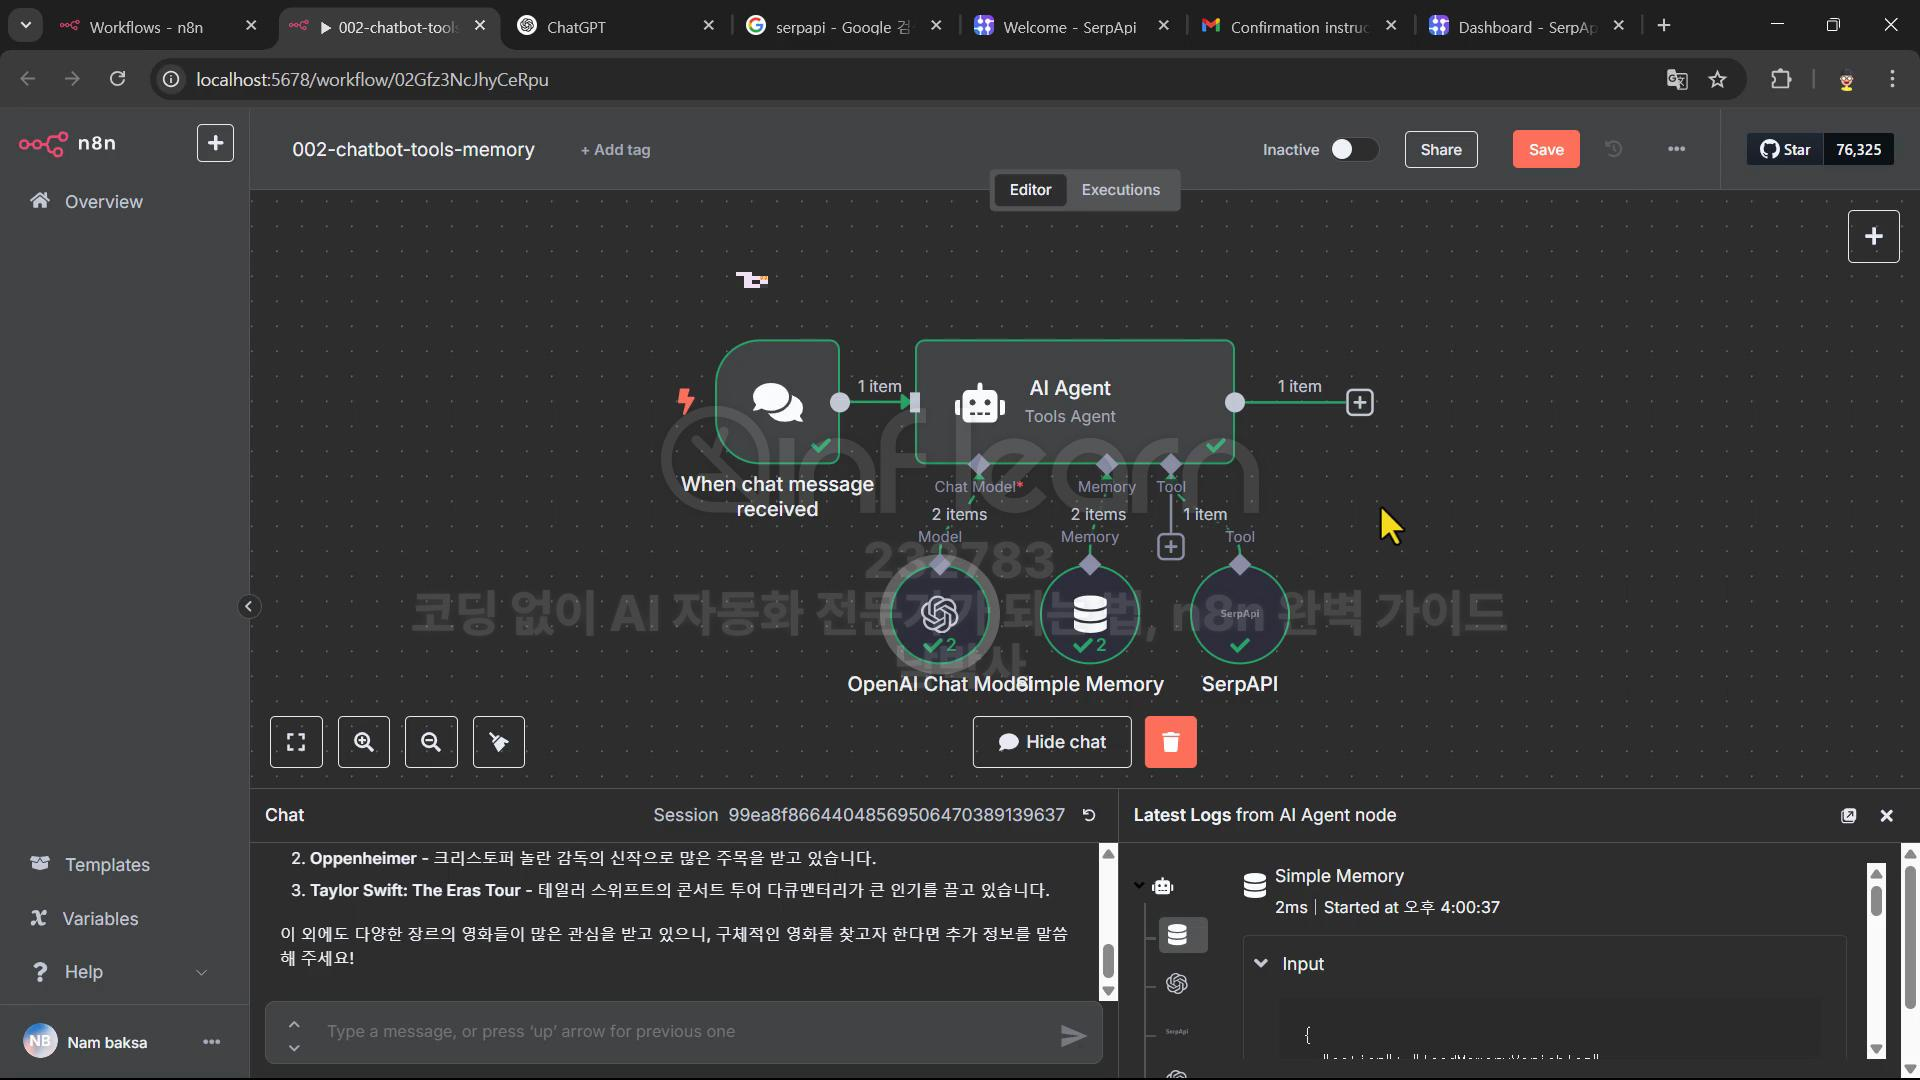 Workflows - n8n
002-chatbot-tools
ChatGPT
serpapi - Google 검
Welcome - SerpApi
Confirmation instruc
Dashboard - SerpAp
localhost:5678/workflow/02Gfz3NcJhyCeRpu
n8n
002-chatbot-tools-memory
+ Add tag
Inactive
Share
Save
Star
76,325
Overview
Editor
Executions
1 item
AI Agent
Tools Agent
1 item
inflearn
When chat message
received
Chat Model*
Memory
Tool
2 items
2 items
1 item
Model
Memory
Tool
232783
코딩 없이 AI 자동화 전문가가 되는법, n8n 완벽 가이드
남박사
SerpApi
2
2
OpenAI Chat Model
Simple Memory
SerpAPI
Hide chat
Chat
Session 99ea8f86644048569506470389139637
Latest Logs from AI Agent node
2. Oppenheimer - 크리스토퍼 놀란 감독의 신작으로 많은 주목을 받고 있습니다.
3. Taylor Swift: The Eras Tour - 테일러 스위프트의 콘서트 투어 다큐멘터리가 큰 인기를 끌고 있습니다.
이 외에도 다양한 장르의 영화들이 많은 관심을 받고 있으니, 구체적인 영화를 찾고자 한다면 추가 정보를 말씀
해 주세요!
Type a message, or press 'up' arrow for previous one
Simple Memory
2ms | Started at 오후 4:00:37
Input
{
SerpApi
Templates
Variables
Help
NB
Nam baksa